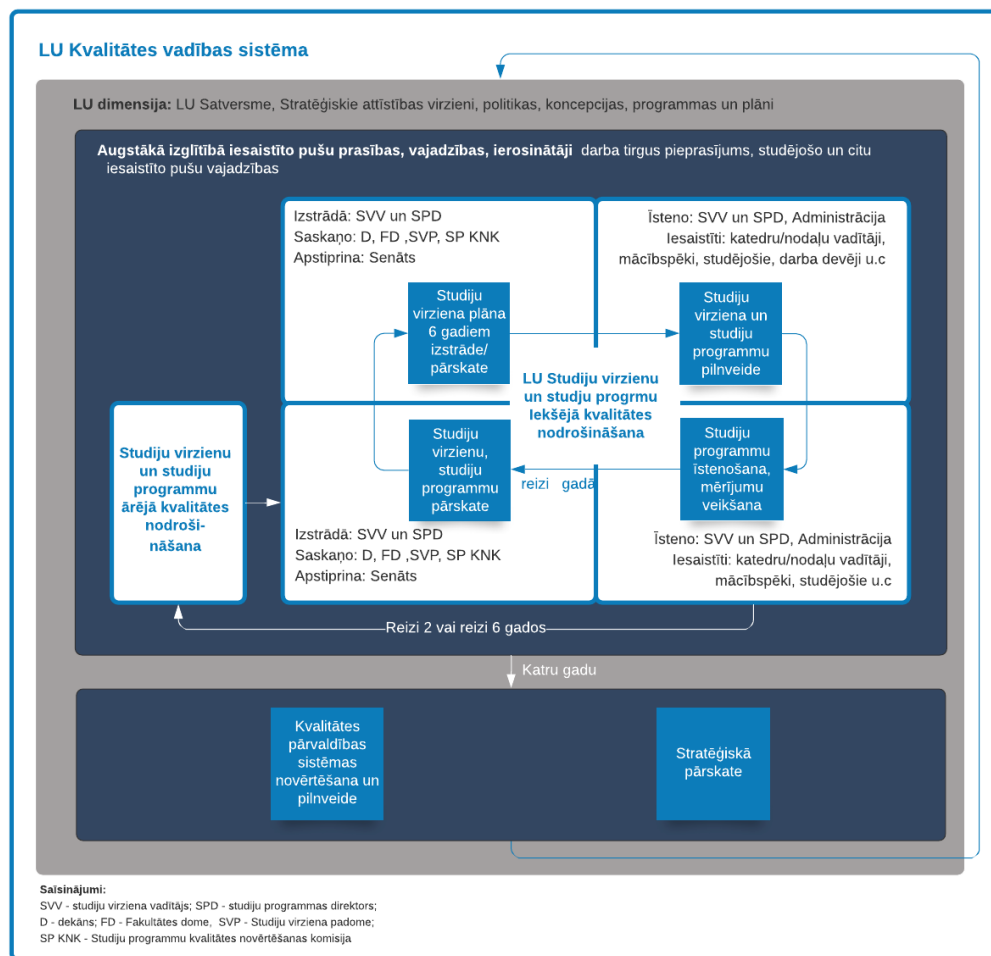 LU Kvalitātes vadības sistēma
LU dimensija: LU Satversme, Stratēģiskie attīstības virzieni, politikas, koncepcijas, programmas un plāni
Augstākā izglītībā iesaistīto pušu prasības, vajadzības, ierosinātāji darba tirgus pieprasījums, studējošo un citu
iesaistīto pušu vajadzības
Izstrādā: SVV un SPD
Saskaņo: D, FD ,SVP, SP KNK
Apstiprina: Senāts
Īsteno: SVV un SPD, Administrācija
Iesaistīti: katedru/nodaļu vadītāji,
mācībspēki, studējošie, darba devēji u.c
Studiju
virziena plāna
6 gadiem
izstrāde/
pārskate
Studiju
virziena un
studiju
programmu
pilnveide
LU Studiju virzienu
un studju progrmu
Iekšējā kvalitātes
nodrošināšana
Studiju virzienu
un studiju
programmu
ārējā kvalitātes
nodroši-
nāšana
Studiju
virzienu,
studiju
programmu
pārskate
reizi gadā
Studiju
programmu
īstenošana,
mērījumu
veikšana
Izstrādā: SVV un SPD
Saskaņo: D, FD ,SVP, SP KNK
Apstiprina: Senāts
Īsteno: SVV un SPD, Administrācija
Iesaistīti: katedru/nodaļu vadītāji,
mācībspēki, studējošie u.c
Reizi 2 vai reizi 6 gados
Katru gadu
Kvalitātes
pārvaldības
sistēmas
novērtēšana un
pilnveide
Stratēģiskā
pārskate
Saīsinājumi:
SVV - studiju virziena vadītājs; SPD - studiju programmas direktors;
D - dekāns; FD - Fakultātes dome, SVP - Studiju virziena padome;
SP KNK - Studiju programmu kvalitātes novērtēšanas komisija